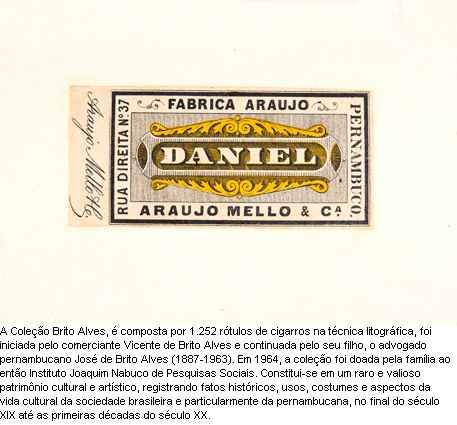 FABRICA ARAUJO
RUA DIREITA Nº 37
DANIEL
PERNAMBUCO.
ARAUJO MELLO & Cª.
Araujo Mello
A Coleção Brito Alves, é composta por 1.252 rótulos de cigarros na técnica litográfica, foi
iniciada pelo comerciante Vicente de Brito Alves e continuada pelo seu filho, o advogado
pernambucano José de Brito Alves (1887-1963). Em 1964, a coleção foi doada pela família ao
então Instituto Joaquim Nabuco de Pesquisas Sociais. Constitui-se em um raro e valioso
patrimônio cultural e artístico, registrando fatos históricos, usos, costumes e aspectos da
vida cultural da sociedade brasileira e particularmente da pernambucana, no final do século
XIX até as primeiras décadas do século XX.